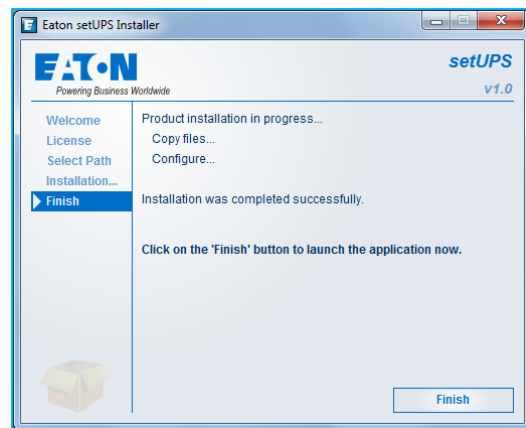 Eaton setUPS Installer
EATON
Powering Business Worldwide
setUPS
v1.0
Welcome
License
Select Path
Installation...
Finish
Product installation in progress...
Copy files...
Configure...
Installation was completed successfully.
Click on the 'Finish' button to launch the application now.
Finish